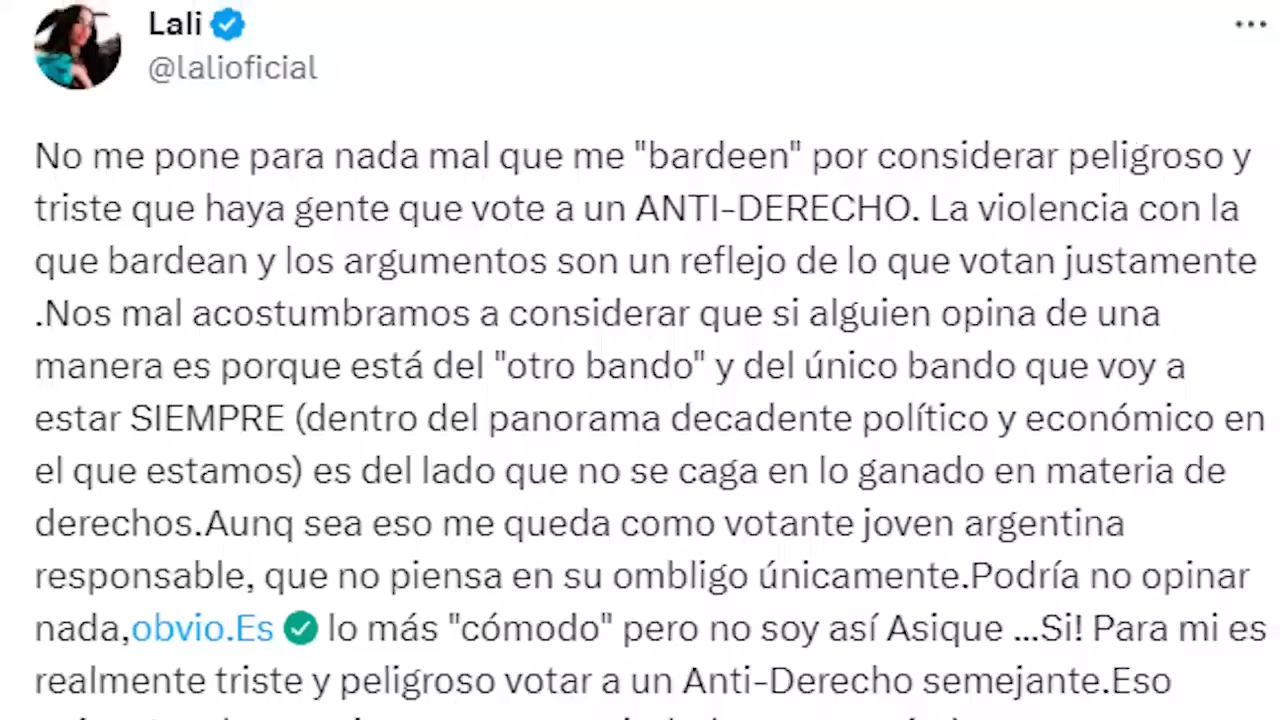 Lali
@lalioficial
No me pone para nada mal que me "bardeen" por considerar peligroso y
triste que haya gente que vote a un ANTI-DERECHO. La violencia con la
que bardean y los argumentos son un reflejo de lo que votan justamente
.Nos mal acostumbramos a considerar que si alguien opina de una
manera es porque está del "otro bando" y del único bando que voy a
estar SIEMPRE (dentro del panorama decadente político y económico en
el que estamos) es del lado que no se caga en lo ganado en materia de
derechos.Aunq sea eso me queda como votante joven argentina
responsable, que no piensa en su ombligo únicamente.Podría no opinar
nada,obvio.Es lo más "cómodo" pero no soy así Asique ...Si! Para mi es
realmente triste y peligroso votar a un Anti-Derecho semejante.Eso